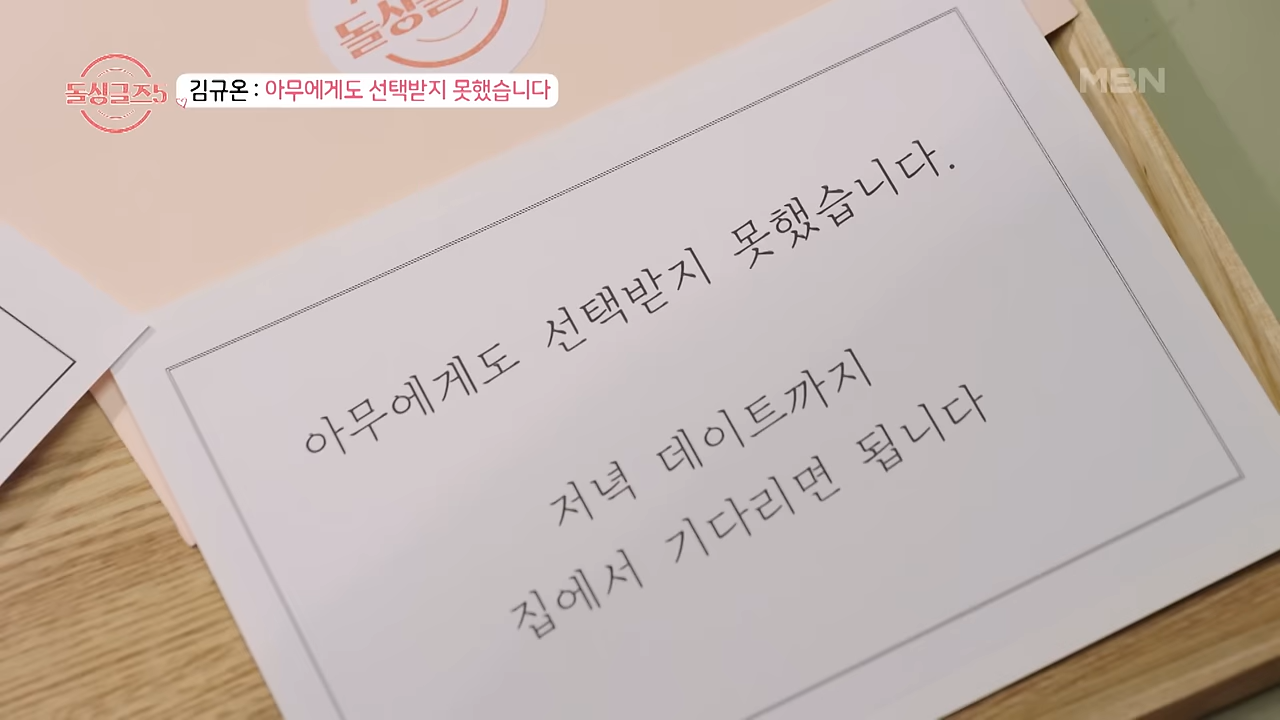 돌싱글즈5
김규온 : 아무에게도 선택받지 못했습니다
MBN
아무에게도 선택받지 못했습니다.
저녁 데이트까지
집에서 기다리면 됩니다